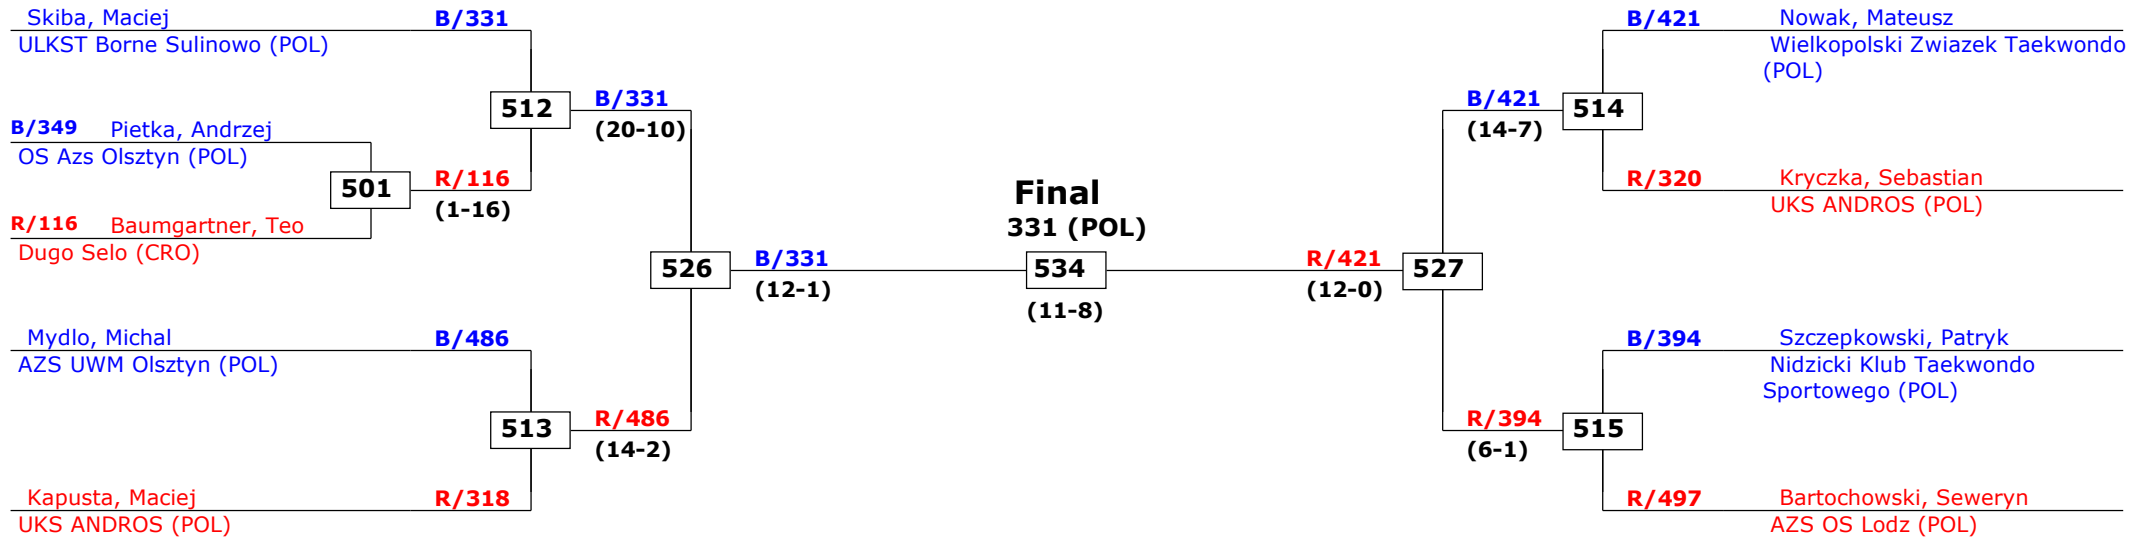 Skiba, Maciej B/331
ULKST Borne Sulinowo (POL)
512
B/331
(20-10)
B/349 Pietka, Andrzej
OS Azs Olsztyn (POL)
501
R/116
(1-16)
R/116 Baumgartner, Teo
Dugo Selo (CRO)
526
B/331
(12-1)
Mydlo, Michal B/486
AZS UWM Olsztyn (POL)
513
R/486
(14-2)
Kapusta, Maciej R/318
UKS ANDROS (POL)
Final
331 (POL)
534
(11-8)
B/421 Nowak, Mateusz
Wielkopolski Zwiazek Taekwondo
(POL)
B/421
(14-7)
514
R/320 Kryczka, Sebastian
UKS ANDROS (POL)
R/421
(12-0)
527
B/394 Szczepkowski, Patryk
Nidzicki Klub Taekwondo
Sportowego (POL)
R/394
(6-1)
515
R/497 Bartochowski, Seweryn
AZS OS Lodz (POL)